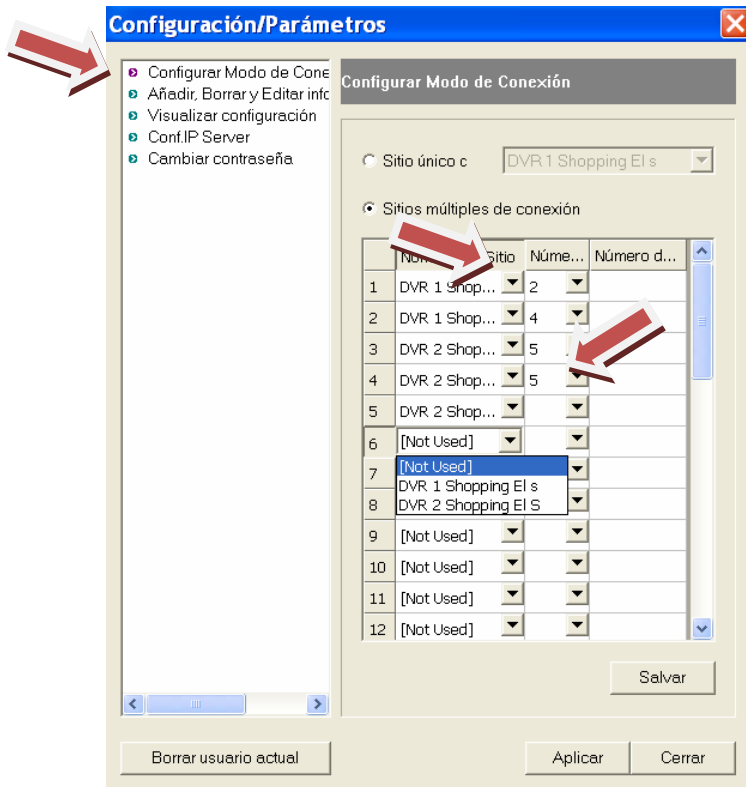 Configuración/Parámetros
Configurar Modo de Cone
Añadir, Borrar y Editar info
Visualizar configuración
Conf.IP Server
Cambiar contraseña
Configurar Modo de Conexión
Sitio único c DVR 1 Shopping El s
Sitios múltiples de conexión
Sitio Núme... Número d...
1 DVR 1 Shop... 2
2 DVR 1 Shop... 4
3 DVR 2 Shop... 5
4 DVR 2 Shop... 5
5 DVR 2 Shop...
6 [Not Used]
7 [Not Used]
DVR 1 Shopping El s
8 DVR 2 Shopping El S
9 [Not Used]
10 [Not Used]
11 [Not Used]
12 [Not Used]
Salvar
Borrar usuario actual Aplicar Cerrar